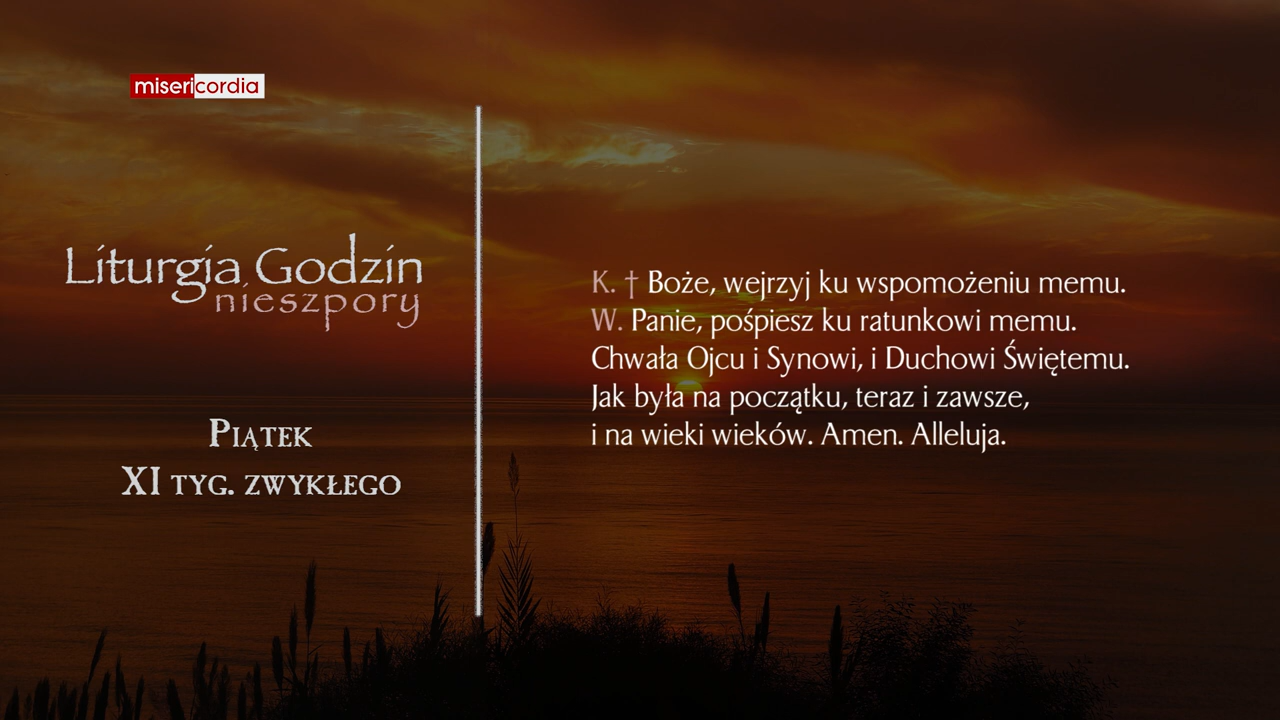 misericordia
Liturgia Godzin
nieszpory
Piątek
XI tyg. zwykłego
K. † Boże, wejrzyj ku wspomożeniu memu.
W. Panie, pośpiesz ku ratunkowi memu.
Chwała Ojcu i Synowi, i Duchowi Świętemu.
Jak była na początku, teraz i zawsze,
i na wieki wieków. Amen. Alleluja.